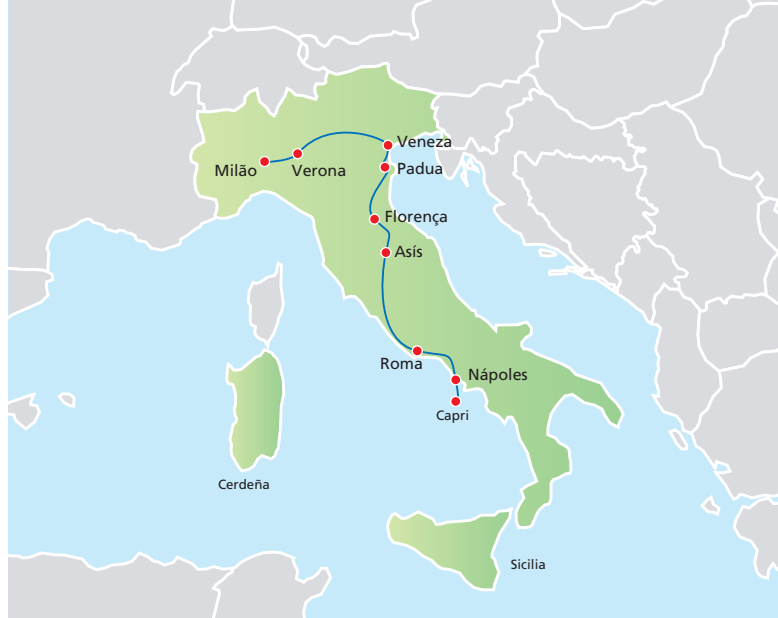 Veneza
Milão
Verona
Padua
Florença
Asís
Roma
Nápoles
Capri
Cerdeña
Sicilia